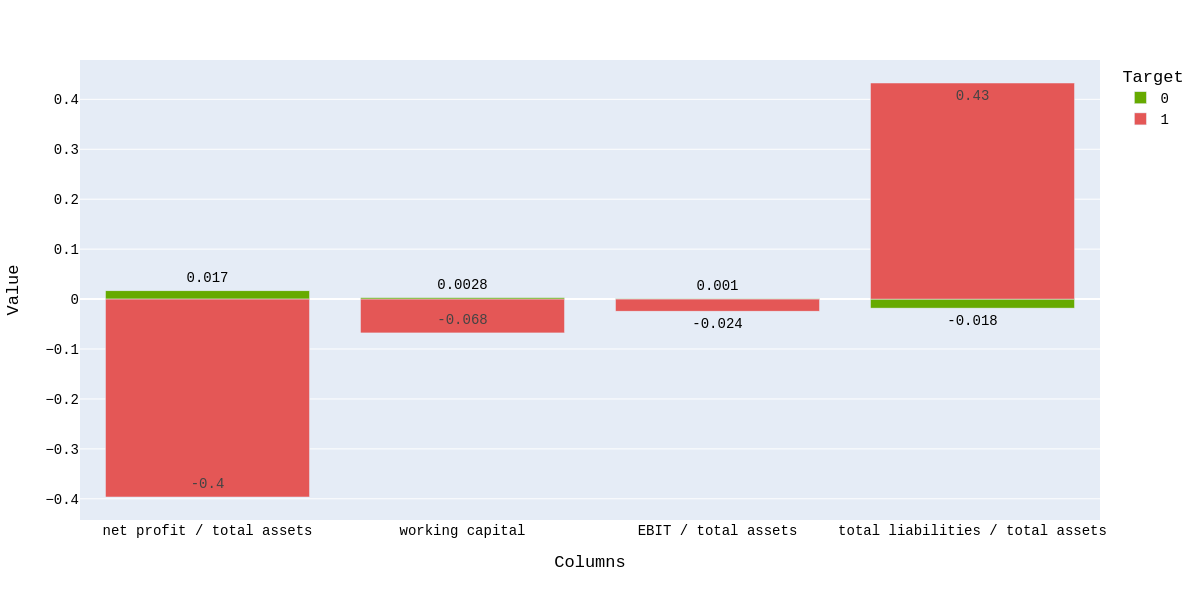 Target
0
1
Value
0.4
0.3
0.2
0.1
0
−0.1
−0.2
−0.3
−0.4
0.017
0.0028
0.001
0.43
-0.4
-0.068
-0.024
-0.018
net profit / total assets
working capital
EBIT / total assets
total liabilities / total assets
Columns